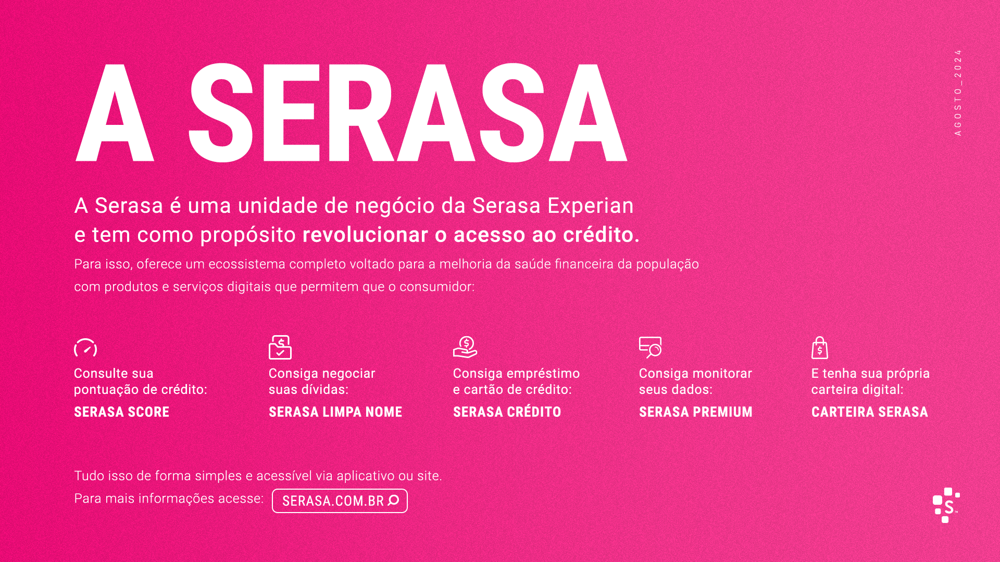 A SERASA
AGOSTO_2024
A Serasa é uma unidade de negócio da Serasa Experian
e tem como propósito revolucionar o acesso ao crédito.
Para isso, oferece um ecossistema completo voltado para a melhoria da saúde financeira da população
com produtos e serviços digitais que permitem que o consumidor:
Consulte sua
pontuação de crédito:
SERASA SCORE
Consiga negociar
suas dívidas:
SERASA LIMPA NOME
Consiga empréstimo
e cartão de crédito:
SERASA CRÉDITO
Consiga monitorar
seus dados:
SERASA PREMIUM
E tenha sua própria
carteira digital:
CARTEIRA SERASA
Tudo isso de forma simples e acessível via aplicativo ou site.
Para mais informações acesse: SERASA.COM.BR
S™